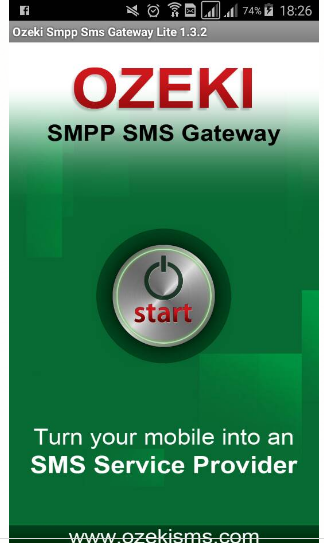 74% 18:26
Ozeki Smpp Sms Gateway Lite 1.3.2
OZEKI
SMPP SMS Gateway
start
Turn your mobile into an
SMS Service Provider
www.ozekisms.com